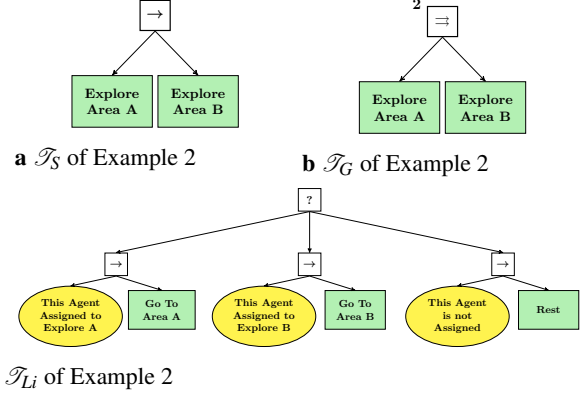 →
Explore
Area A
Explore
Area B
a 𝒯S of Example 2
2
⇉
Explore
Area A
Explore
Area B
b 𝒯G of Example 2
?
→
→
→
This Agent
Assigned to
Explore A
Go To
Area A
This Agent
Assigned to
Explore B
Go To
Area B
This Agent
is not
Assigned
Rest
𝒯Li of Example 2